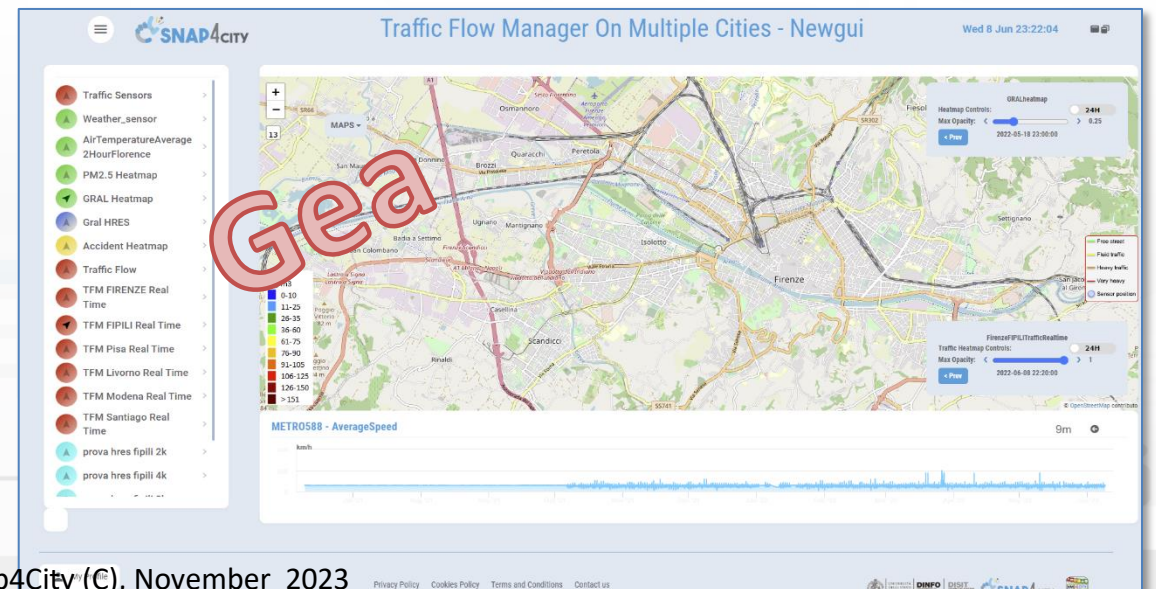 SNAP4CITY
Traffic Flow Manager On Multiple Cities - Newgui
Wed 8 Jun 23:22:04
Traffic Sensors
Weather_sensor
AirTemperatureAverage
2HourFlorence
PM2.5 Heatmap
GRAL Heatmap
Gral HRES
Accident Heatmap
Traffic Flow
TFM FIRENZE Real
Time
TFM FIPILI Real Time
TFM Pisa Real Time
TFM Livorno Real Time
TFM Modena Real Time
TFM Santiago Real
Time
prova hres fipili 2k
prova hres fipili 4k
+
−
13
MAPS
Gea
Osmannoro
Peretola
Quaracchi
Brozzi
Donnino
Ugnano
Mantignano
Badia a Settimo
San Colombano
Isolotto
Firenze
Settignano
Casellina
Scandicci
Rinaldi
SR302
A1
0-10
11-25
26-35
36-60
61-75
76-90
91-105
106-125
126-150
>151
GRALheatmap
Heatmap Controls:
24H
Max Opacity: < > 0.25
< Prev
2022-05-18 23:00:00
Free street
Fluid traffic
Heavy traffic
Very heavy
Sensor position
FirenzeFIPILITrafficRealtime
Traffic Heatmap Controls:
24H
Max Opacity: < > 1
< Prev
2022-06-08 22:20:00
© OpenStreetMap contributo
METRO588 - AverageSpeed
9m
km/h
p4City (C), November 2023
Privacy Policy Cookies Policy Terms and Conditions Contact us
DINFO
DISIT
SNAP4